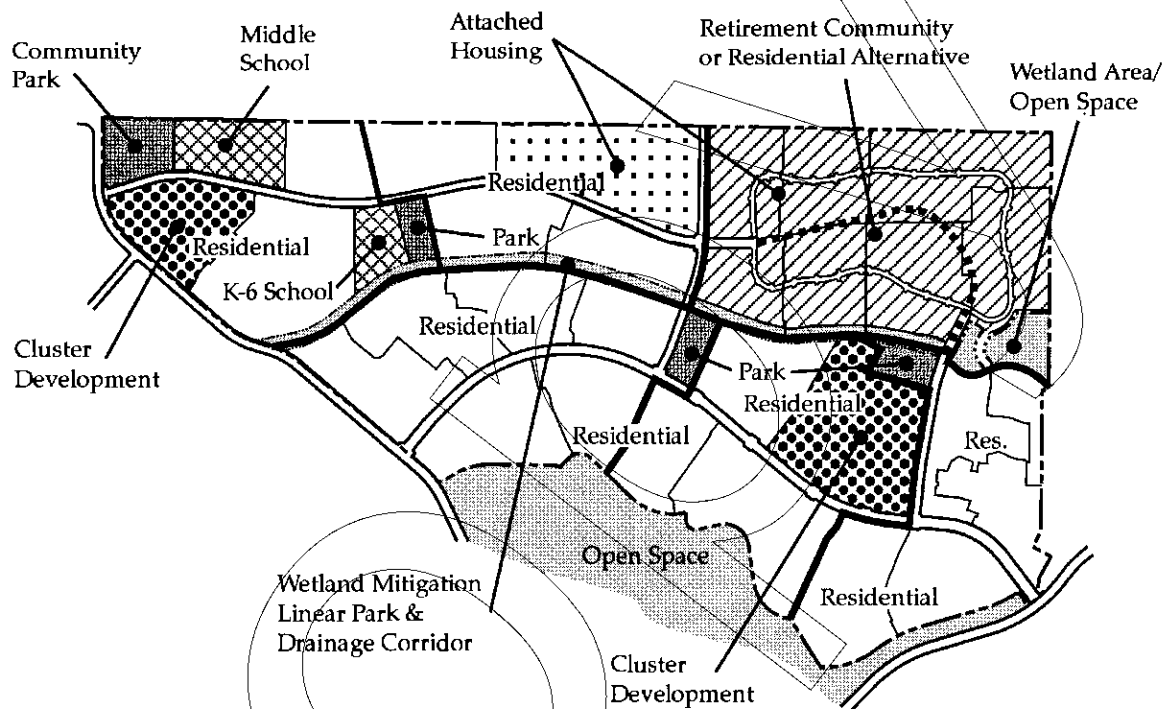 Community
Park
Middle
School
Attached
Housing
Retirement Community
or Residential Alternative
Wetland Area/
Open Space
Residential
Residential
Park
K-6 School
Residential
Cluster
Development
Park
Residential
Residential
Res.
Open Space
Wetland Mitigation
Linear Park &
Drainage Corridor
Residential
Cluster
Development